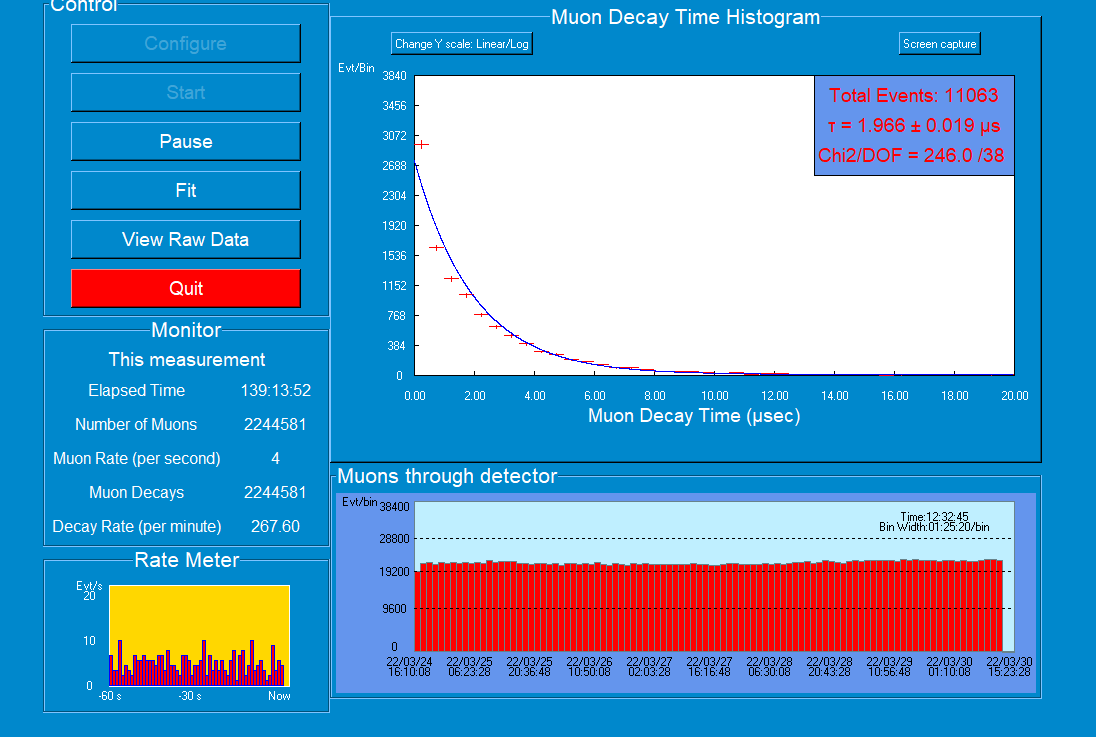 Control
Configure
Start
Pause
Fit
View Raw Data
Quit
Monitor
This measurement
Elapsed Time 139:13:52
Number of Muons 2244581
Muon Rate (per second) 4
Muon Decays 2244581
Decay Rate (per minute) 267.60
Rate Meter
Evt/s
20
10
0
-60 s -30 s Now
Muon Decay Time Histogram
Change Y scale: Linear/Log Screen capture
Evt/Bin
3840
3456
3072
2688
2304
1920
1536
1152
768
384
0
Total Events: 11063
τ = 1.966 ± 0.019 µs
Chi2/DOF = 246.0 /38
0.00 2.00 4.00 6.00 8.00 10.00 12.00 14.00 16.00 18.00 20.00
Muon Decay Time (µsec)
Muons through detector
Evt/bin
38400
28800
19200
9600
0
Time:12:32:45
Bin Width:01:25:20/bin
22/03/24 22/03/25 22/03/25 22/03/26 22/03/27 22/03/27 22/03/28 22/03/28 22/03/29 22/03/30 22/03/30
16:10:08 06:23:28 20:36:48 10:50:08 02:03:28 16:16:48 06:30:08 20:43:28 10:56:48 01:10:08 15:23:28